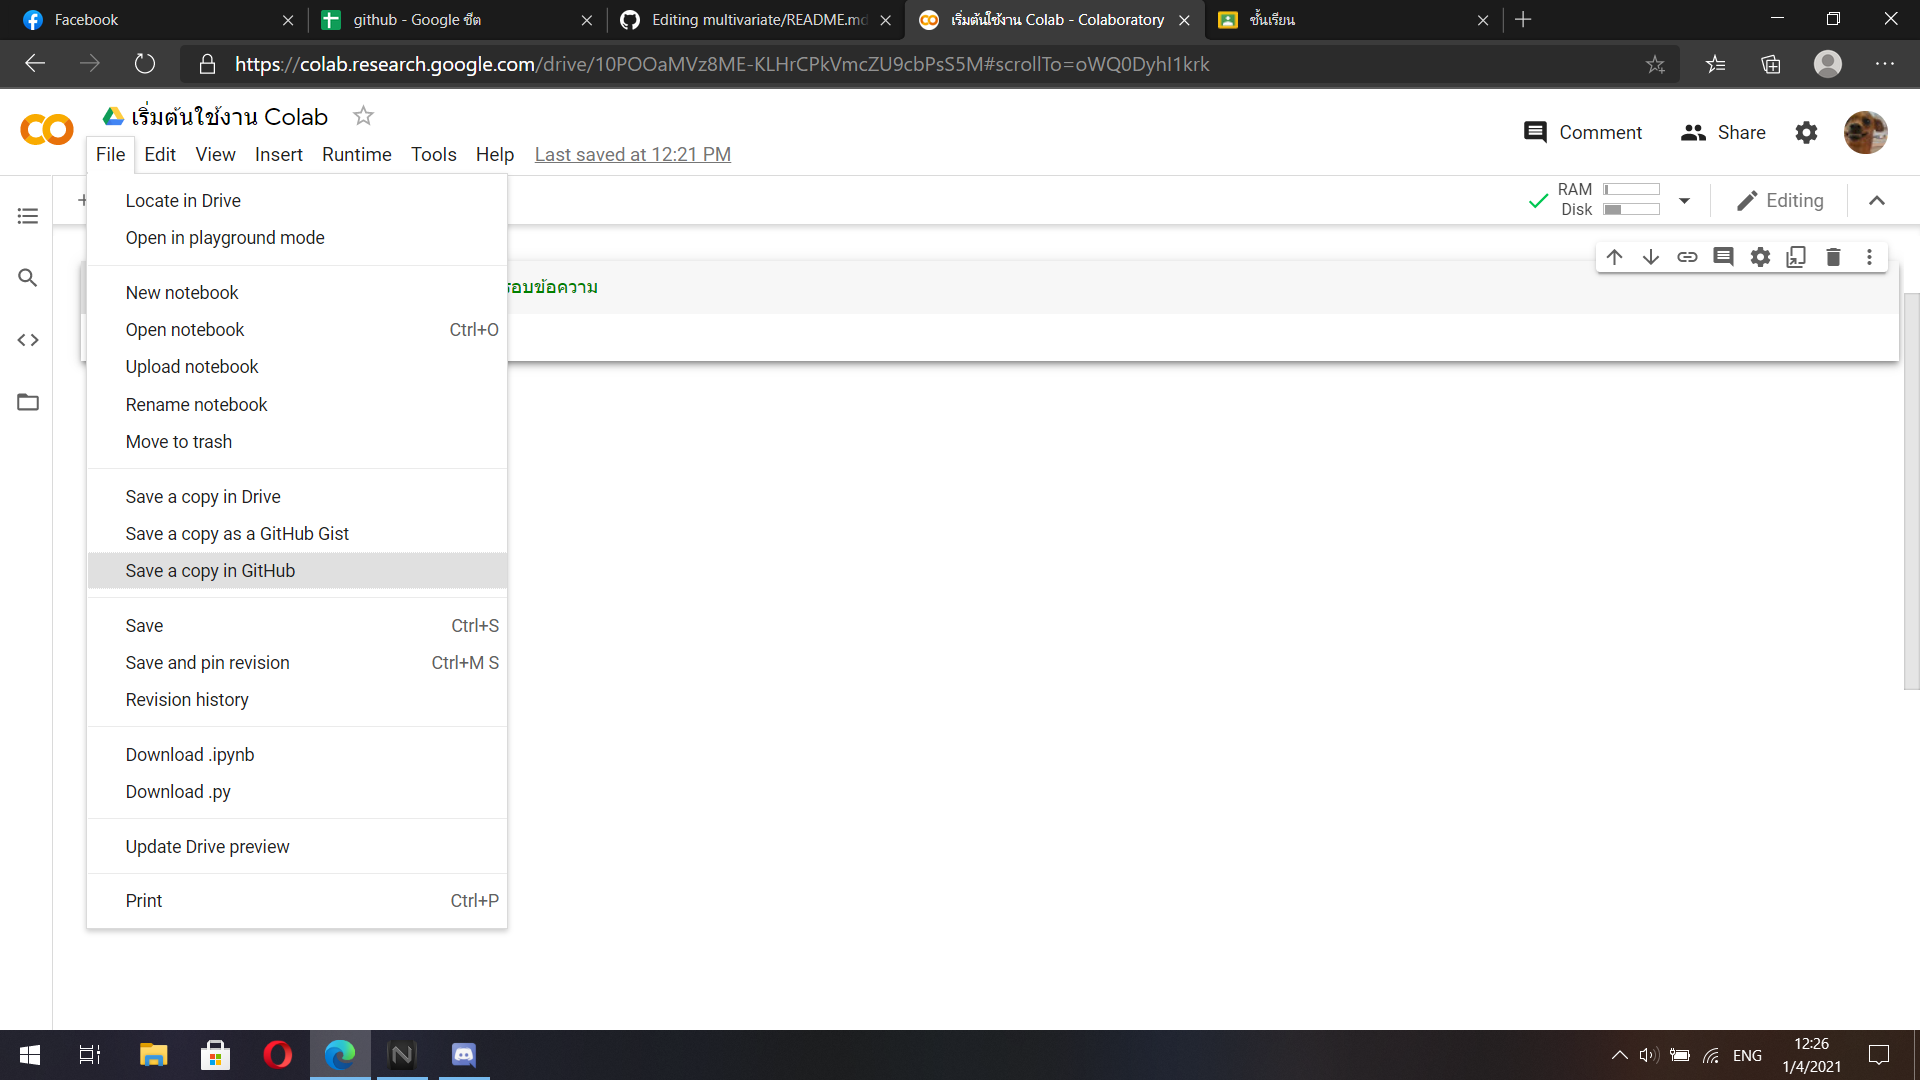 Facebook
github - Google ชีต
Editing multivariate/README.md
เริ่มต้นใช้งาน Colab - Colaboratory
ชั้นเรียน
https://colab.research.google.com/drive/10POOaMVz8ME-KLHrCPkVmcZU9cbPsS5M#scrollTo=oWQ0DyhI1krk
เริ่มต้นใช้งาน Colab
Comment
Share
File Edit View Insert Runtime Tools Help Last saved at 12:21 PM
RAM
Disk
Editing
Locate in Drive
Open in playground mode
รอบข้อความ
New notebook
Open notebook Ctrl+O
Upload notebook
Rename notebook
Move to trash
Save a copy in Drive
Save a copy as a GitHub Gist
Save a copy in GitHub
Save Ctrl+S
Save and pin revision Ctrl+M S
Revision history
Download .ipynb
Download .py
Update Drive preview
Print Ctrl+P
ENG
12:26
1/4/2021